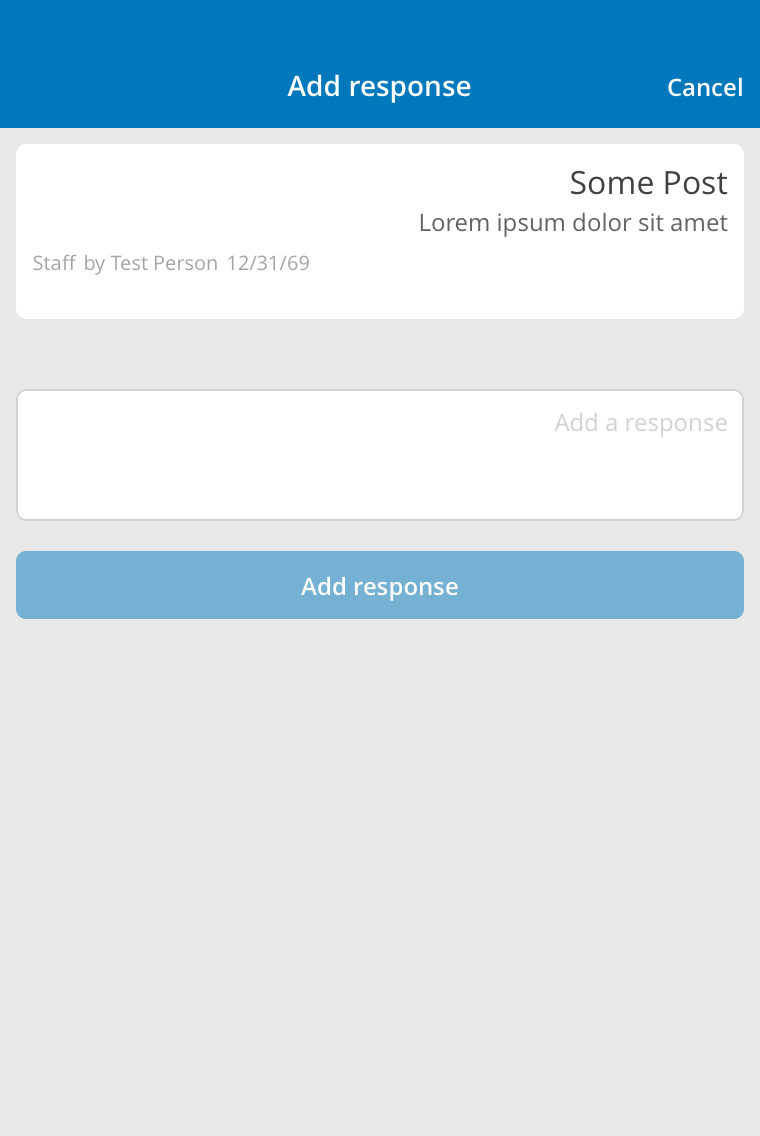 Add response
Cancel
Some Post
Lorem ipsum dolor sit amet
Staff by Test Person 12/31/69
Add a response
Add response